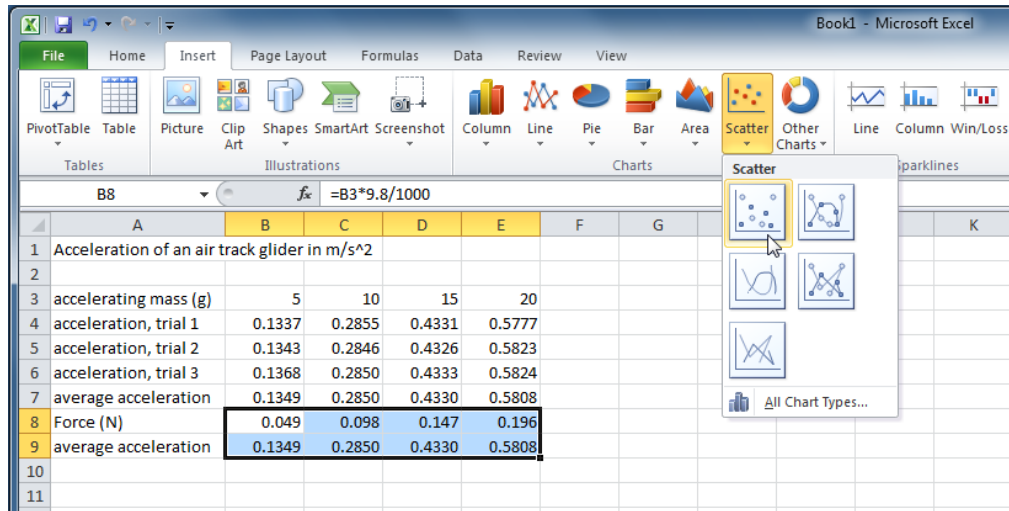 Book1 - Microsoft Excel
File Home Insert Page Layout Formulas Data Review View
PivotTable Table Picture Clip Art Shapes SmartArt Screenshot Column Line Pie Bar Area Scatter Other Charts Line Column Win/Loss
Tables Illustrations Charts Sparklines
B8 fx =B3*9.8/1000
Scatter
All Chart Types...
A B C D E F G K
1 Acceleration of an air track glider in m/s^2
2
3 accelerating mass (g) 5 10 15 20
4 acceleration, trial 1 0.1337 0.2855 0.4331 0.5777
5 acceleration, trial 2 0.1343 0.2846 0.4326 0.5823
6 acceleration, trial 3 0.1368 0.2850 0.4333 0.5824
7 average acceleration 0.1349 0.2850 0.4330 0.5808
8 Force (N) 0.049 0.098 0.147 0.196
9 average acceleration 0.1349 0.2850 0.4330 0.5808
10
11